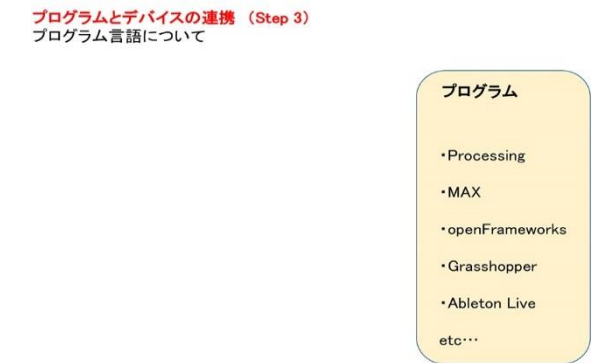 プログラムとデバイスの連携 （Step 3）
プログラム言語について
プログラム
・Processing
・MAX
・openFrameworks
・Grasshopper
・Ableton Live
etc…